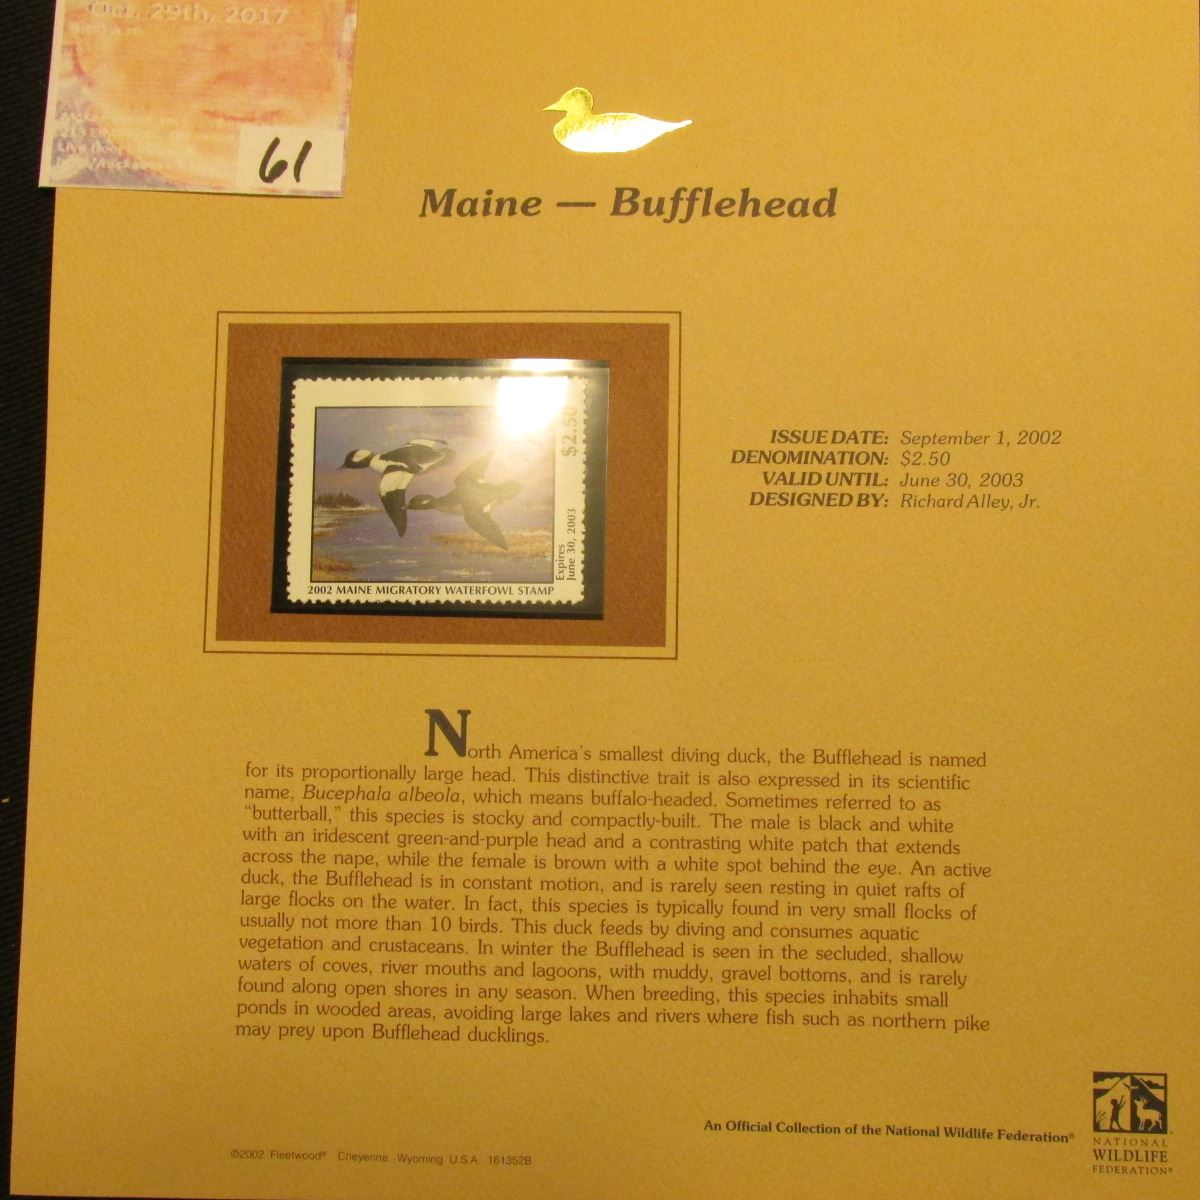 Oct. 29th, 2017
61
Maine — Bufflehead
$2.50
Expires
June 30, 2003
2002 MAINE MIGRATORY WATERFOWL STAMP
ISSUE DATE: September 1, 2002
DENOMINATION: $2.50
VALID UNTIL: June 30, 2003
DESIGNED BY: Richard Alley, Jr.
North America's smallest diving duck, the Bufflehead is named
for its proportionally large head. This distinctive trait is also expressed in its scientific
name, Bucephala albeola, which means buffalo-headed. Sometimes referred to as
"butterball," this species is stocky and compactly-built. The male is black and white
with an iridescent green-and-purple head and a contrasting white patch that extends
across the nape, while the female is brown with a white spot behind the eye. An active
duck, the Bufflehead is in constant motion, and is rarely seen resting in quiet rafts of
large flocks on the water. In fact, this species is typically found in very small flocks of
usually not more than 10 birds. This duck feeds by diving and consumes aquatic
vegetation and crustaceans. In winter the Bufflehead is seen in the secluded, shallow
waters of coves, river mouths and lagoons, with muddy, gravel bottoms, and is rarely
found along open shores in any season. When breeding, this species inhabits small
ponds in wooded areas, avoiding large lakes and rivers where fish such as northern pike
may prey upon Bufflehead ducklings.
An Official Collection of the National Wildlife Federation®
NATIONAL
WILDLIFE
FEDERATION®
©2002 Fleetwood® Cheyenne, Wyoming U.S.A. 161352B